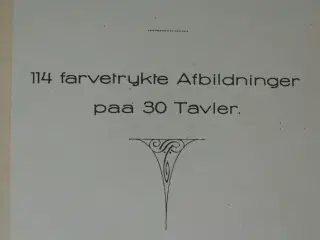 114 farvetrykte Afbildninger
paa 30 Tavler.